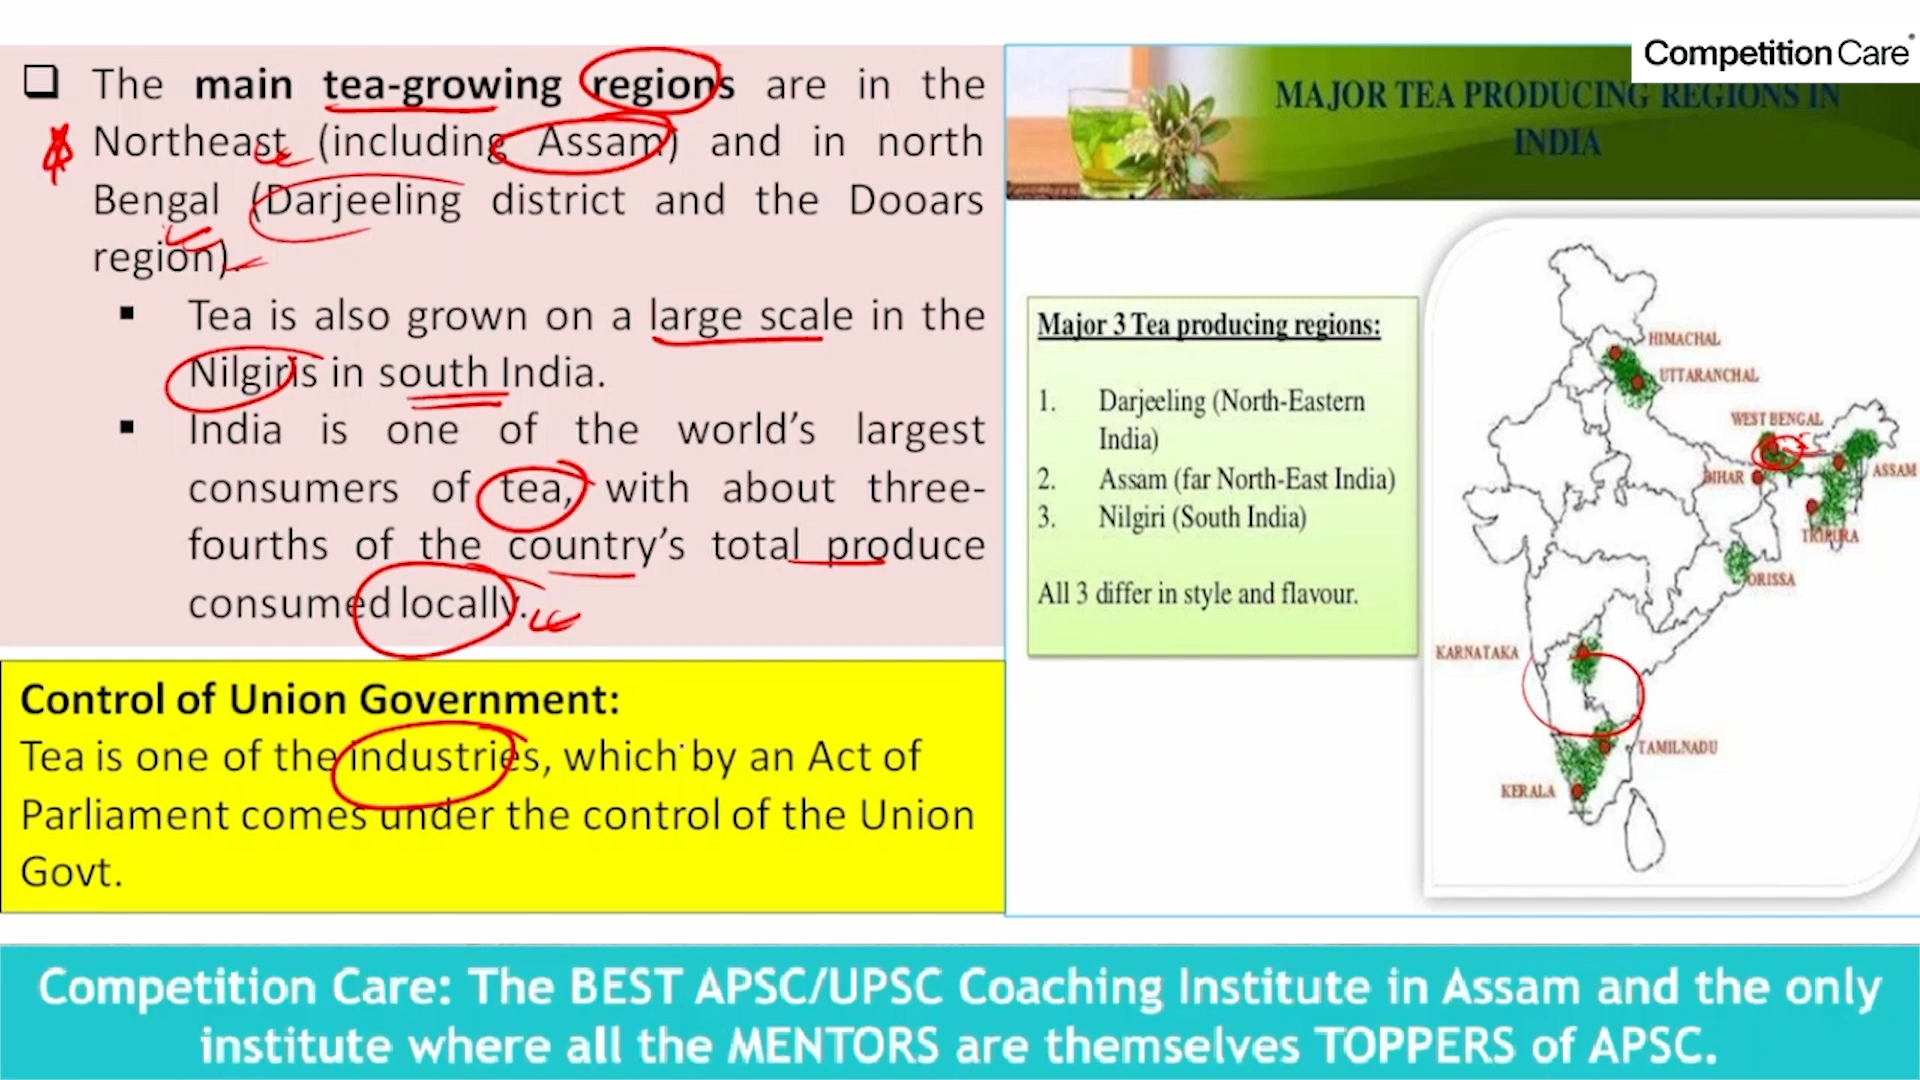 Competition Care
The main tea-growing regions are in the
Northeast (including Assam) and in north
Bengal (Darjeeling district and the Dooars
region).
Tea is also grown on a large scale in the
Nilgiris in south India.
India is one of the world's largest
consumers of tea, with about three-
fourths of the country's total produce
consumed locally.
Control of Union Government:
Tea is one of the industries, which by an Act of
Parliament comes under the control of the Union
Govt.
MAJOR TEA PRODUCING REGIONS IN
INDIA
Major 3 Tea producing regions:
1. Darjeeling (North-Eastern
India)
2. Assam (far North-East India)
3. Nilgiri (South India)
All 3 differ in style and flavour.
HIMACHAL
UTTARANCHAL
WEST BENGAL
BIHAR
ASSAM
TRIPURA
ORISSA
KARNATAKA
TAMILNADU
KERALA
Competition Care: The BEST APSC/UPSC Coaching Institute in Assam and the only
institute where all the MENTORS are themselves TOPPERS of APSC.